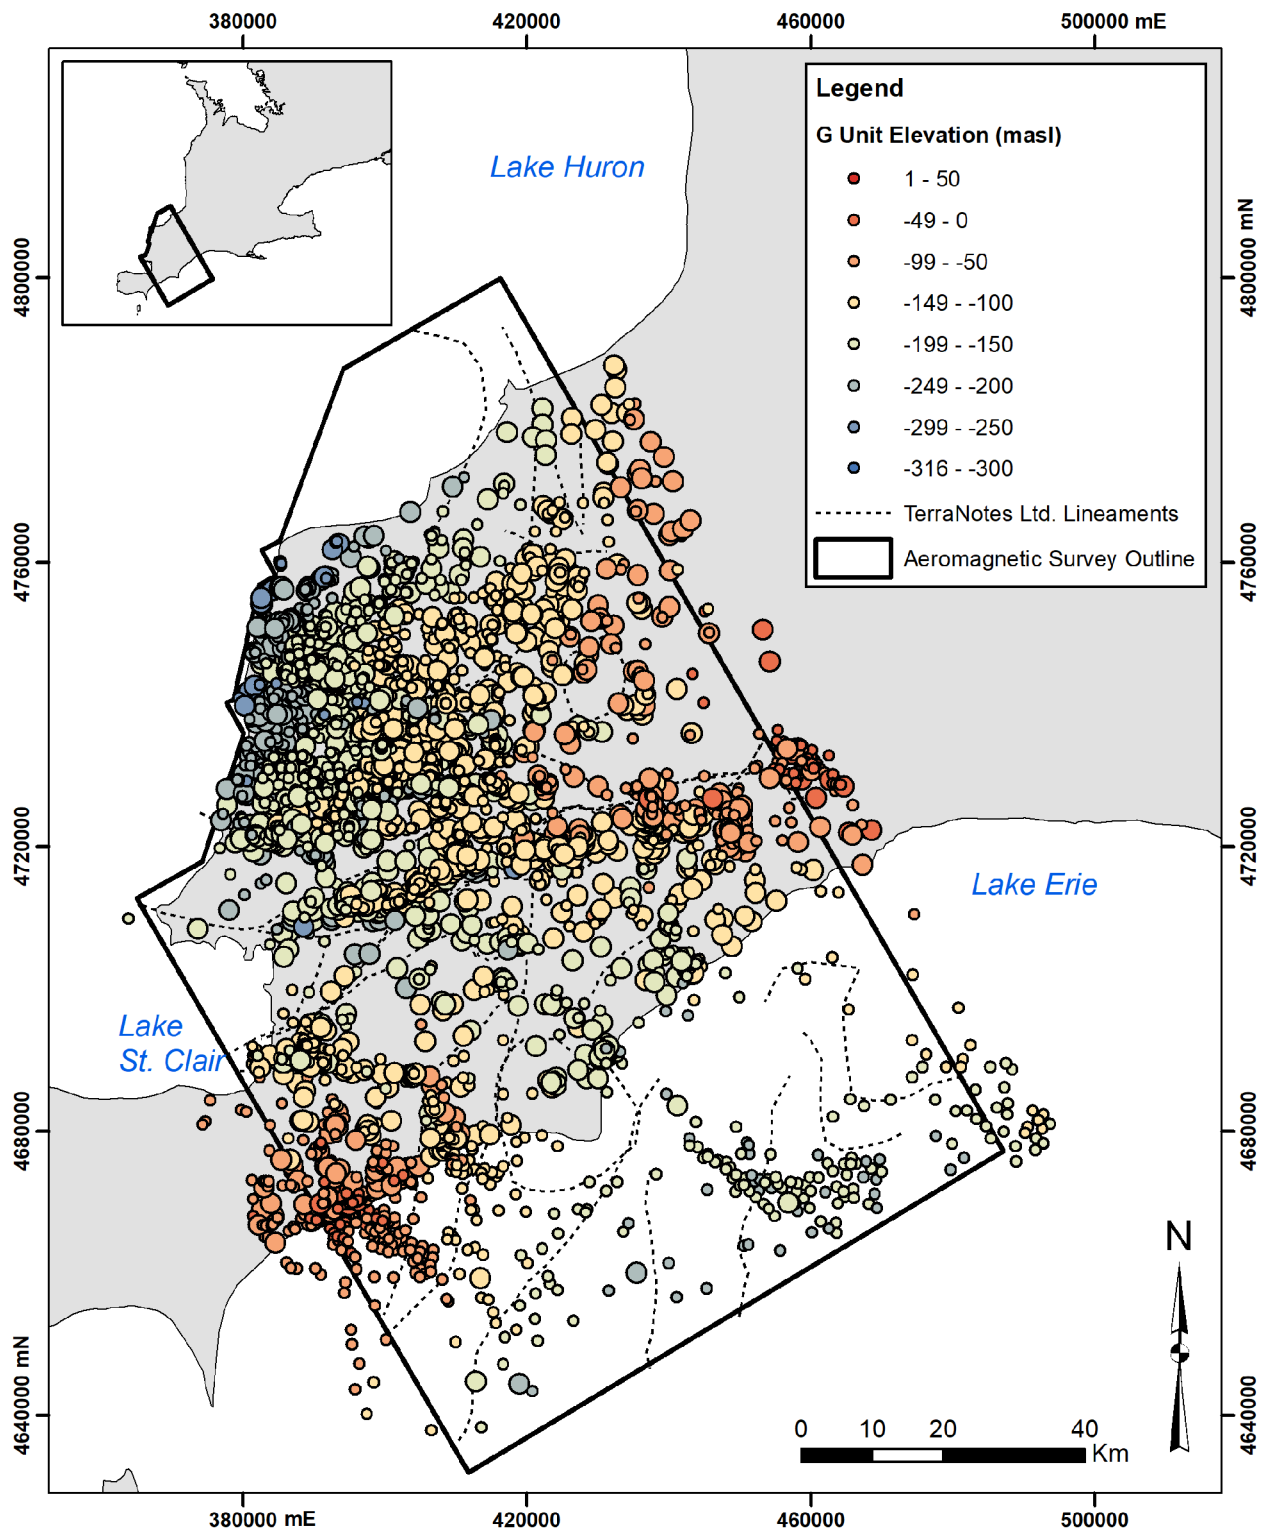 380000
420000
460000
500000 mE
Legend
G Unit Elevation (masl)
1 - 50
-49 - 0
-99 - -50
-149 - -100
-199 - -150
-249 - -200
-299 - -250
-316 - -300
TerraNotes Ltd. Lineaments
Aeromagnetic Survey Outline
Lake Huron
Lake Erie
Lake
St. Clair
4800000
4760000
4720000
4680000
4640000 mN
4800000 mN
4760000
4720000
4680000
4640000
N
0 10 20 40
Km
380000 mE
420000
460000
500000